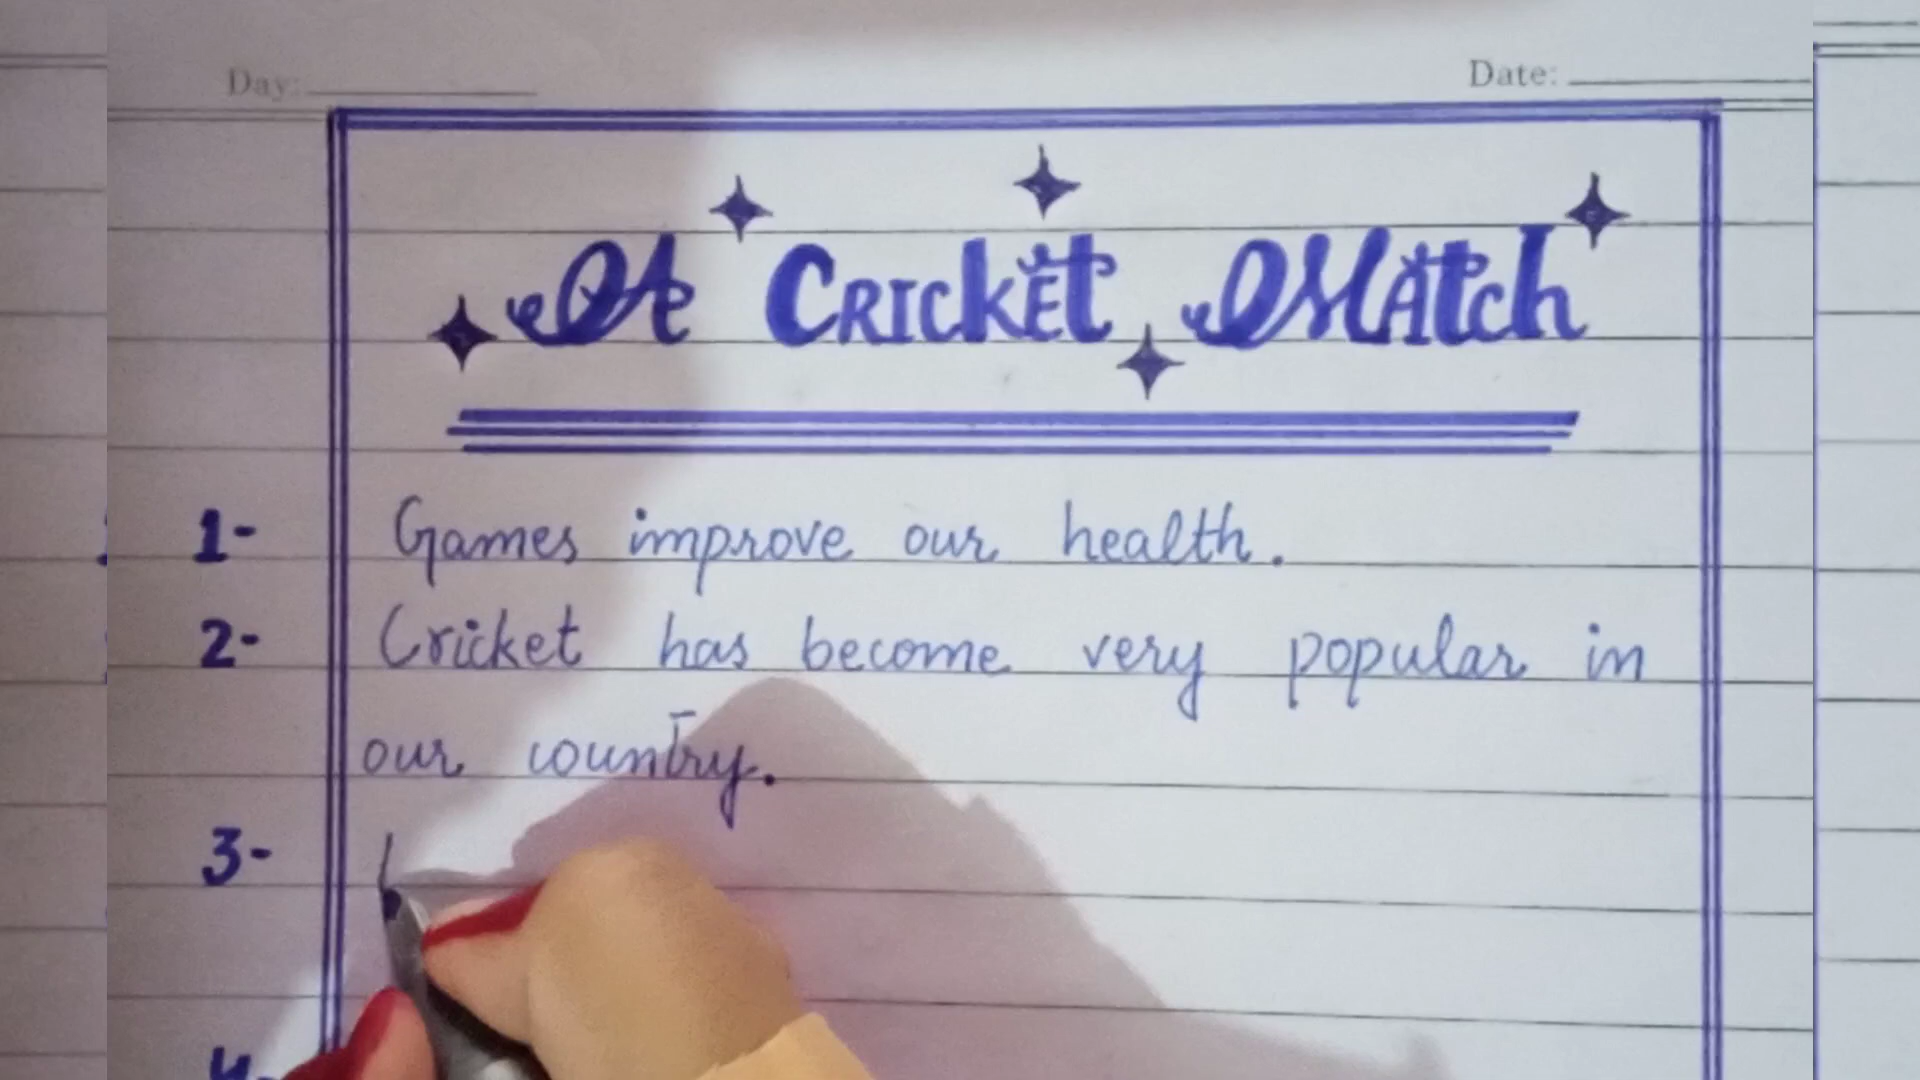 Day:
Date:
A Cricket Match
1- Games improve our health.
2- Cricket has become very popular in
our country.
3-
4-